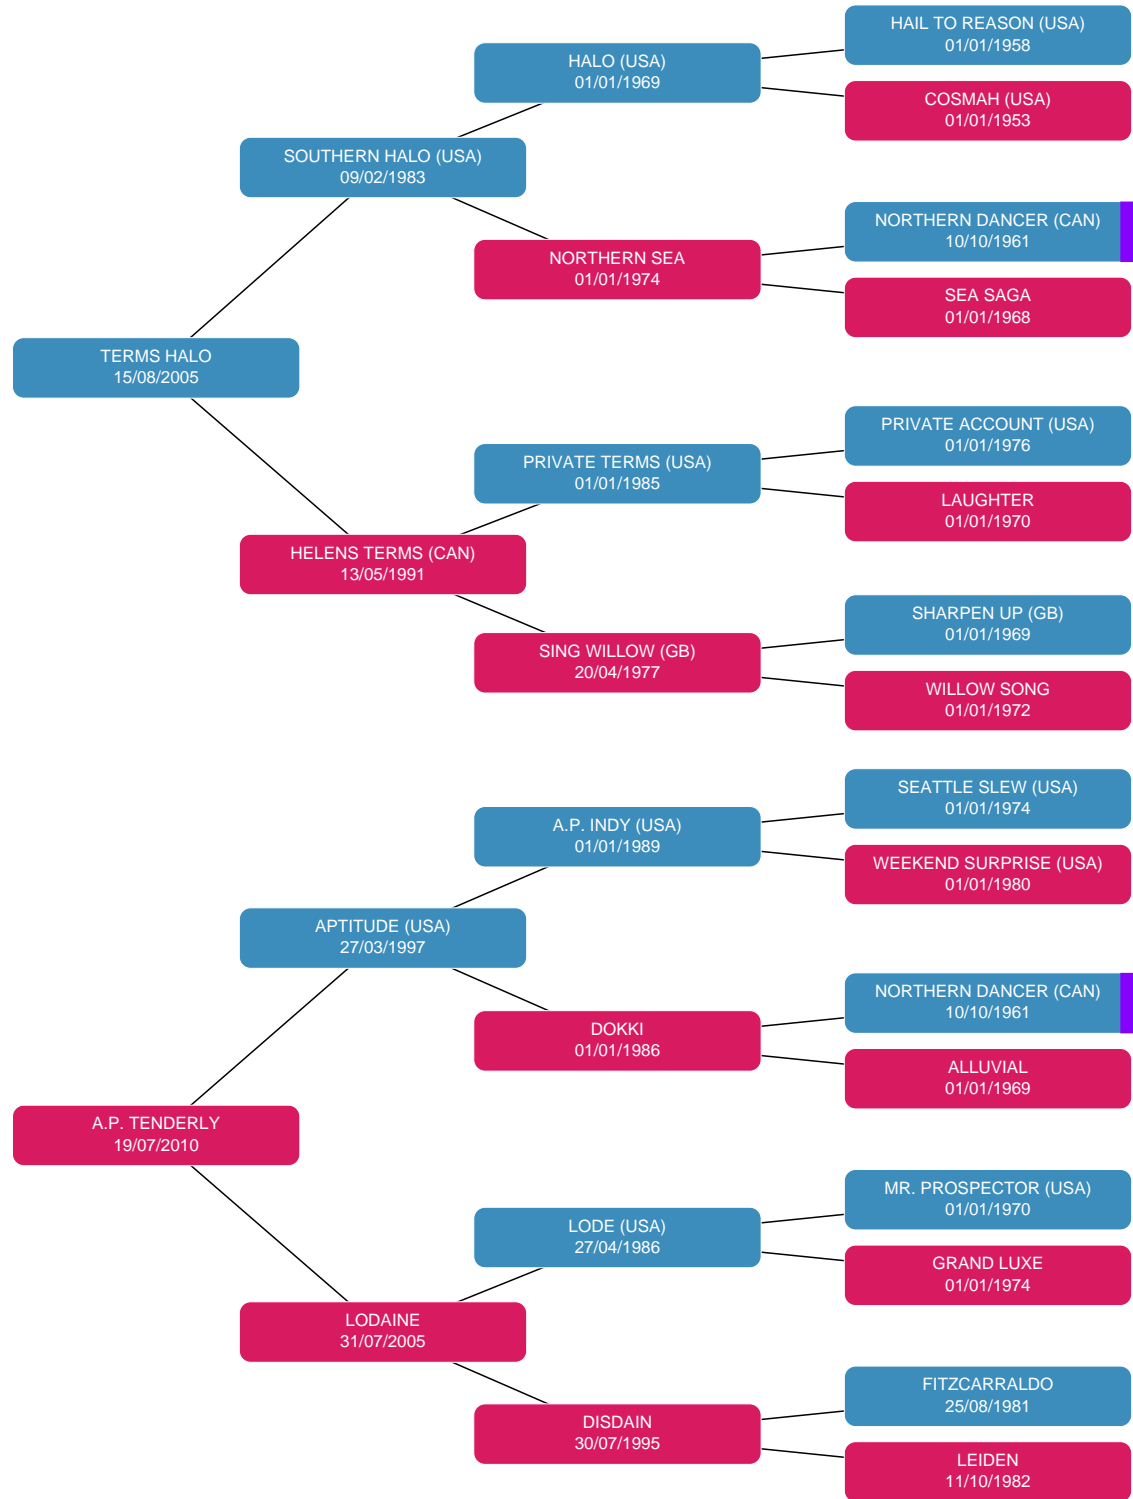 HAIL TO REASON (USA)
01/01/1958
HALO (USA)
01/01/1969
COSMAH (USA)
01/01/1953
SOUTHERN HALO (USA)
09/02/1983
NORTHERN DANCER (CAN)
10/10/1961
NORTHERN SEA
01/01/1974
SEA SAGA
01/01/1968
TERMS HALO
15/08/2005
PRIVATE ACCOUNT (USA)
01/01/1976
PRIVATE TERMS (USA)
01/01/1985
LAUGHTER
01/01/1970
HELENS TERMS (CAN)
13/05/1991
SHARPEN UP (GB)
01/01/1969
SING WILLOW (GB)
20/04/1977
WILLOW SONG
01/01/1972
SEATTLE SLEW (USA)
01/01/1974
A.P. INDY (USA)
01/01/1989
WEEKEND SURPRISE (USA)
01/01/1980
APTITUDE (USA)
27/03/1997
NORTHERN DANCER (CAN)
10/10/1961
DOKKI
01/01/1986
ALLUVIAL
01/01/1969
A.P. TENDERLY
19/07/2010
MR. PROSPECTOR (USA)
01/01/1970
LODE (USA)
27/04/1986
GRAND LUXE
01/01/1974
LODAINE
31/07/2005
FITZCARRALDO
25/08/1981
DISDAIN
30/07/1995
LEIDEN
11/10/1982